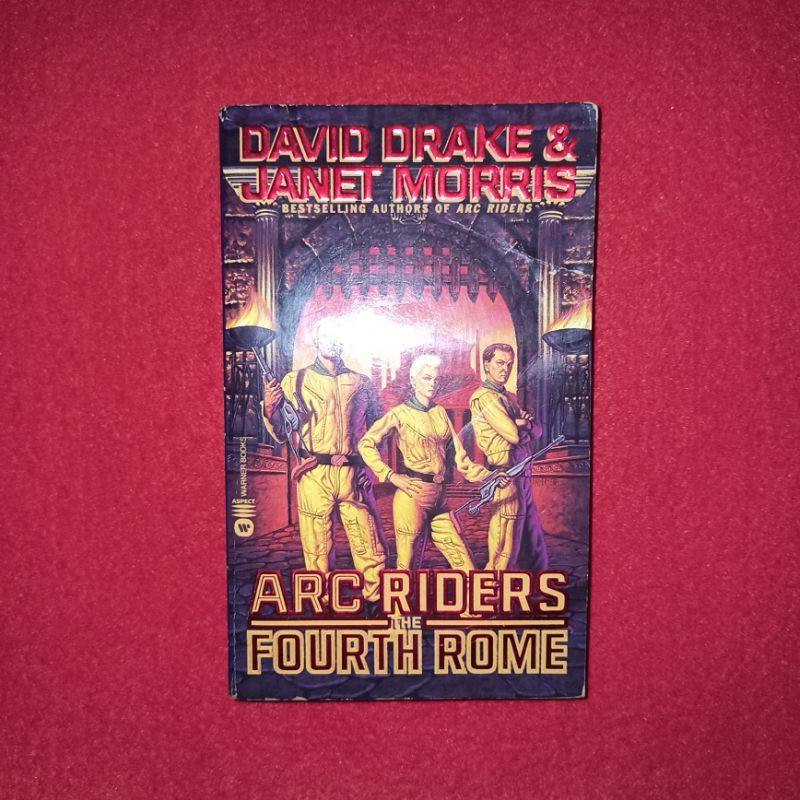 DAVID DRAKE &
JANET MORRIS
BESTSELLING AUTHORS OF ARC RIDERS
WARNER BOOKS
ASPECT
W
ARC RIDERS
THE
FOURTH ROME